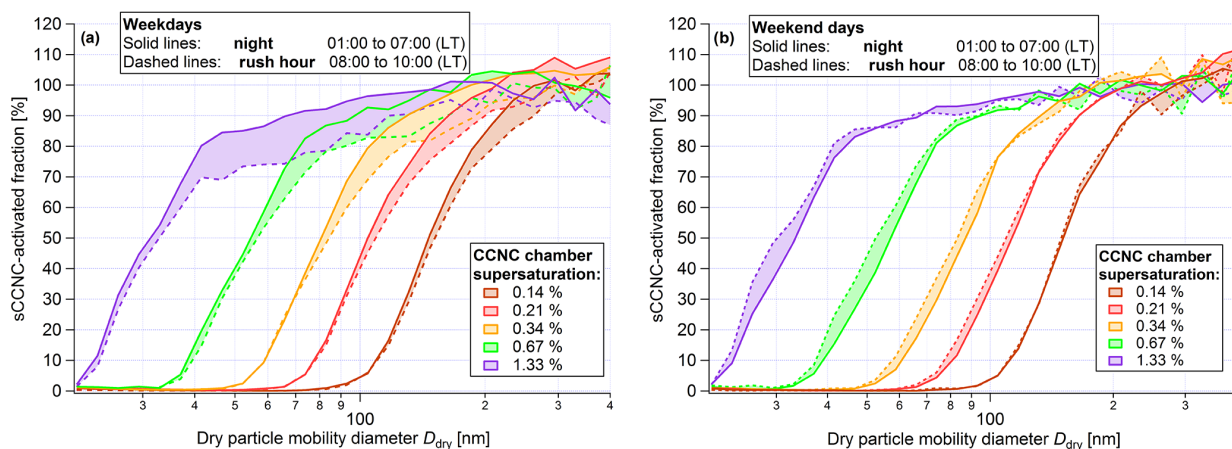 (a)
Weekdays
Solid lines: night 01:00 to 07:00 (LT)
Dashed lines: rush hour 08:00 to 10:00 (LT)
sCCNC-activated fraction [%]
120
110
100
90
80
70
60
50
40
30
20
10
0
CCNC chamber
supersaturation:
0.14 %
0.21 %
0.34 %
0.67 %
1.33 %
3 4 5 6 7 8 9 100 2 3 4
Dry particle mobility diameter Ddry [nm]
(b)
Weekend days
Solid lines: night 01:00 to 07:00 (LT)
Dashed lines: rush hour 08:00 to 10:00 (LT)
sCCNC-activated fraction [%]
120
110
100
90
80
70
60
50
40
30
20
10
0
CCNC chamber
supersaturation:
0.14 %
0.21 %
0.34 %
0.67 %
1.33 %
3 4 5 6 7 8 9 100 2 3
Dry particle mobility diameter Ddry [nm]